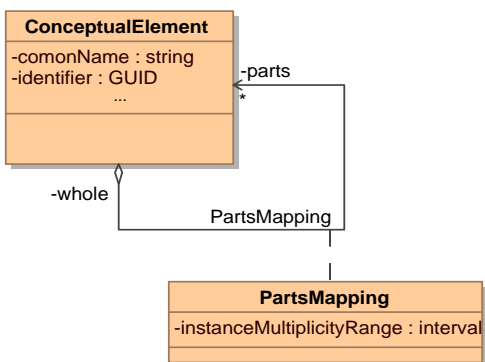 ConceptualElement
-comonName : string
-identifier : GUID
...
-parts
*
-whole
PartsMapping
PartsMapping
-instanceMultiplicityRange : interval